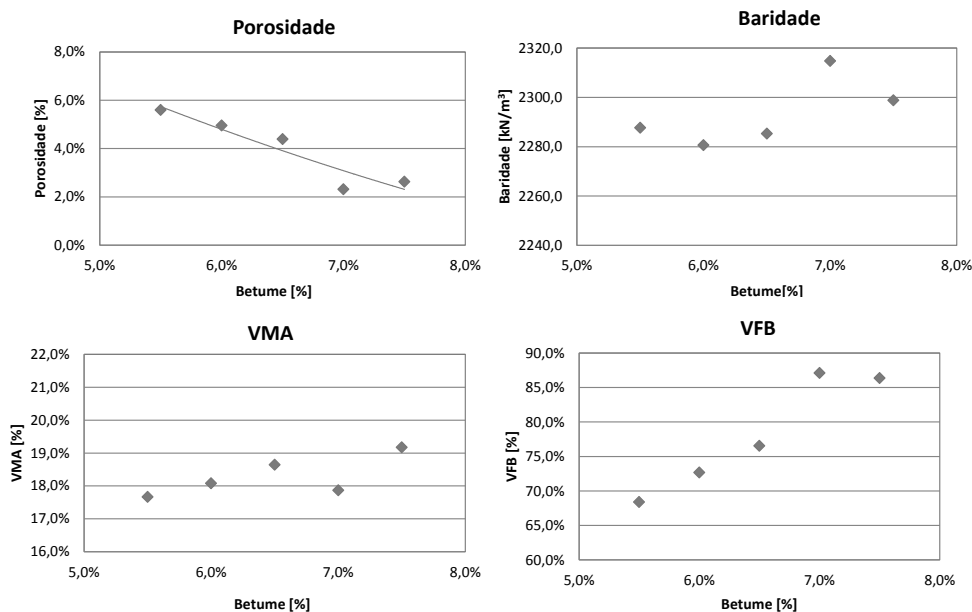 Porosidade
8,0%
6,0%
4,0%
2,0%
0,0%
Porosidade [%]
5,0% 6,0% 7,0% 8,0%
Betume [%]
Baridade
2320,0
2300,0
2280,0
2260,0
2240,0
Baridade [kN/m³]
5,0% 6,0% 7,0% 8,0%
Betume[%]
VMA
22,0%
21,0%
20,0%
19,0%
18,0%
17,0%
16,0%
VMA [%]
5,0% 6,0% 7,0% 8,0%
Betume [%]
VFB
90,0%
85,0%
80,0%
75,0%
70,0%
65,0%
60,0%
VFB [%]
5,0% 6,0% 7,0% 8,0%
Betume [%]